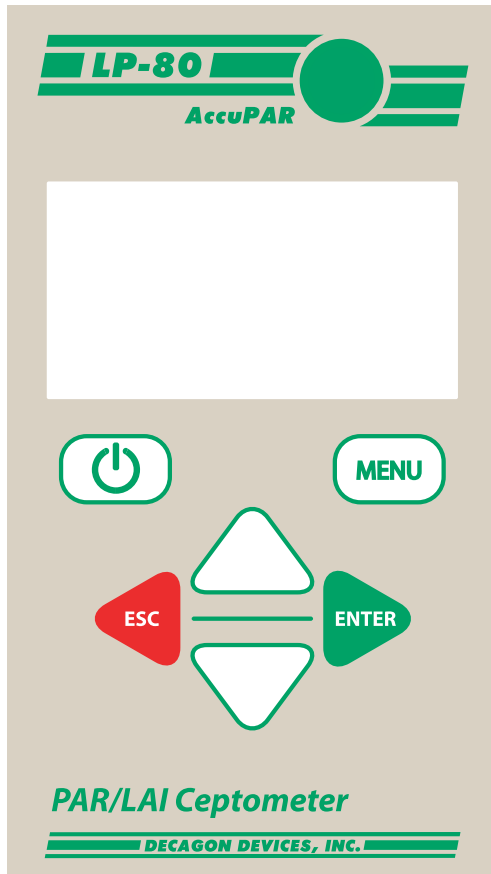 LP-80
AccuPAR
MENU
ESC
ENTER
PAR/LAI Ceptometer
DECAGON DEVICES, INC.